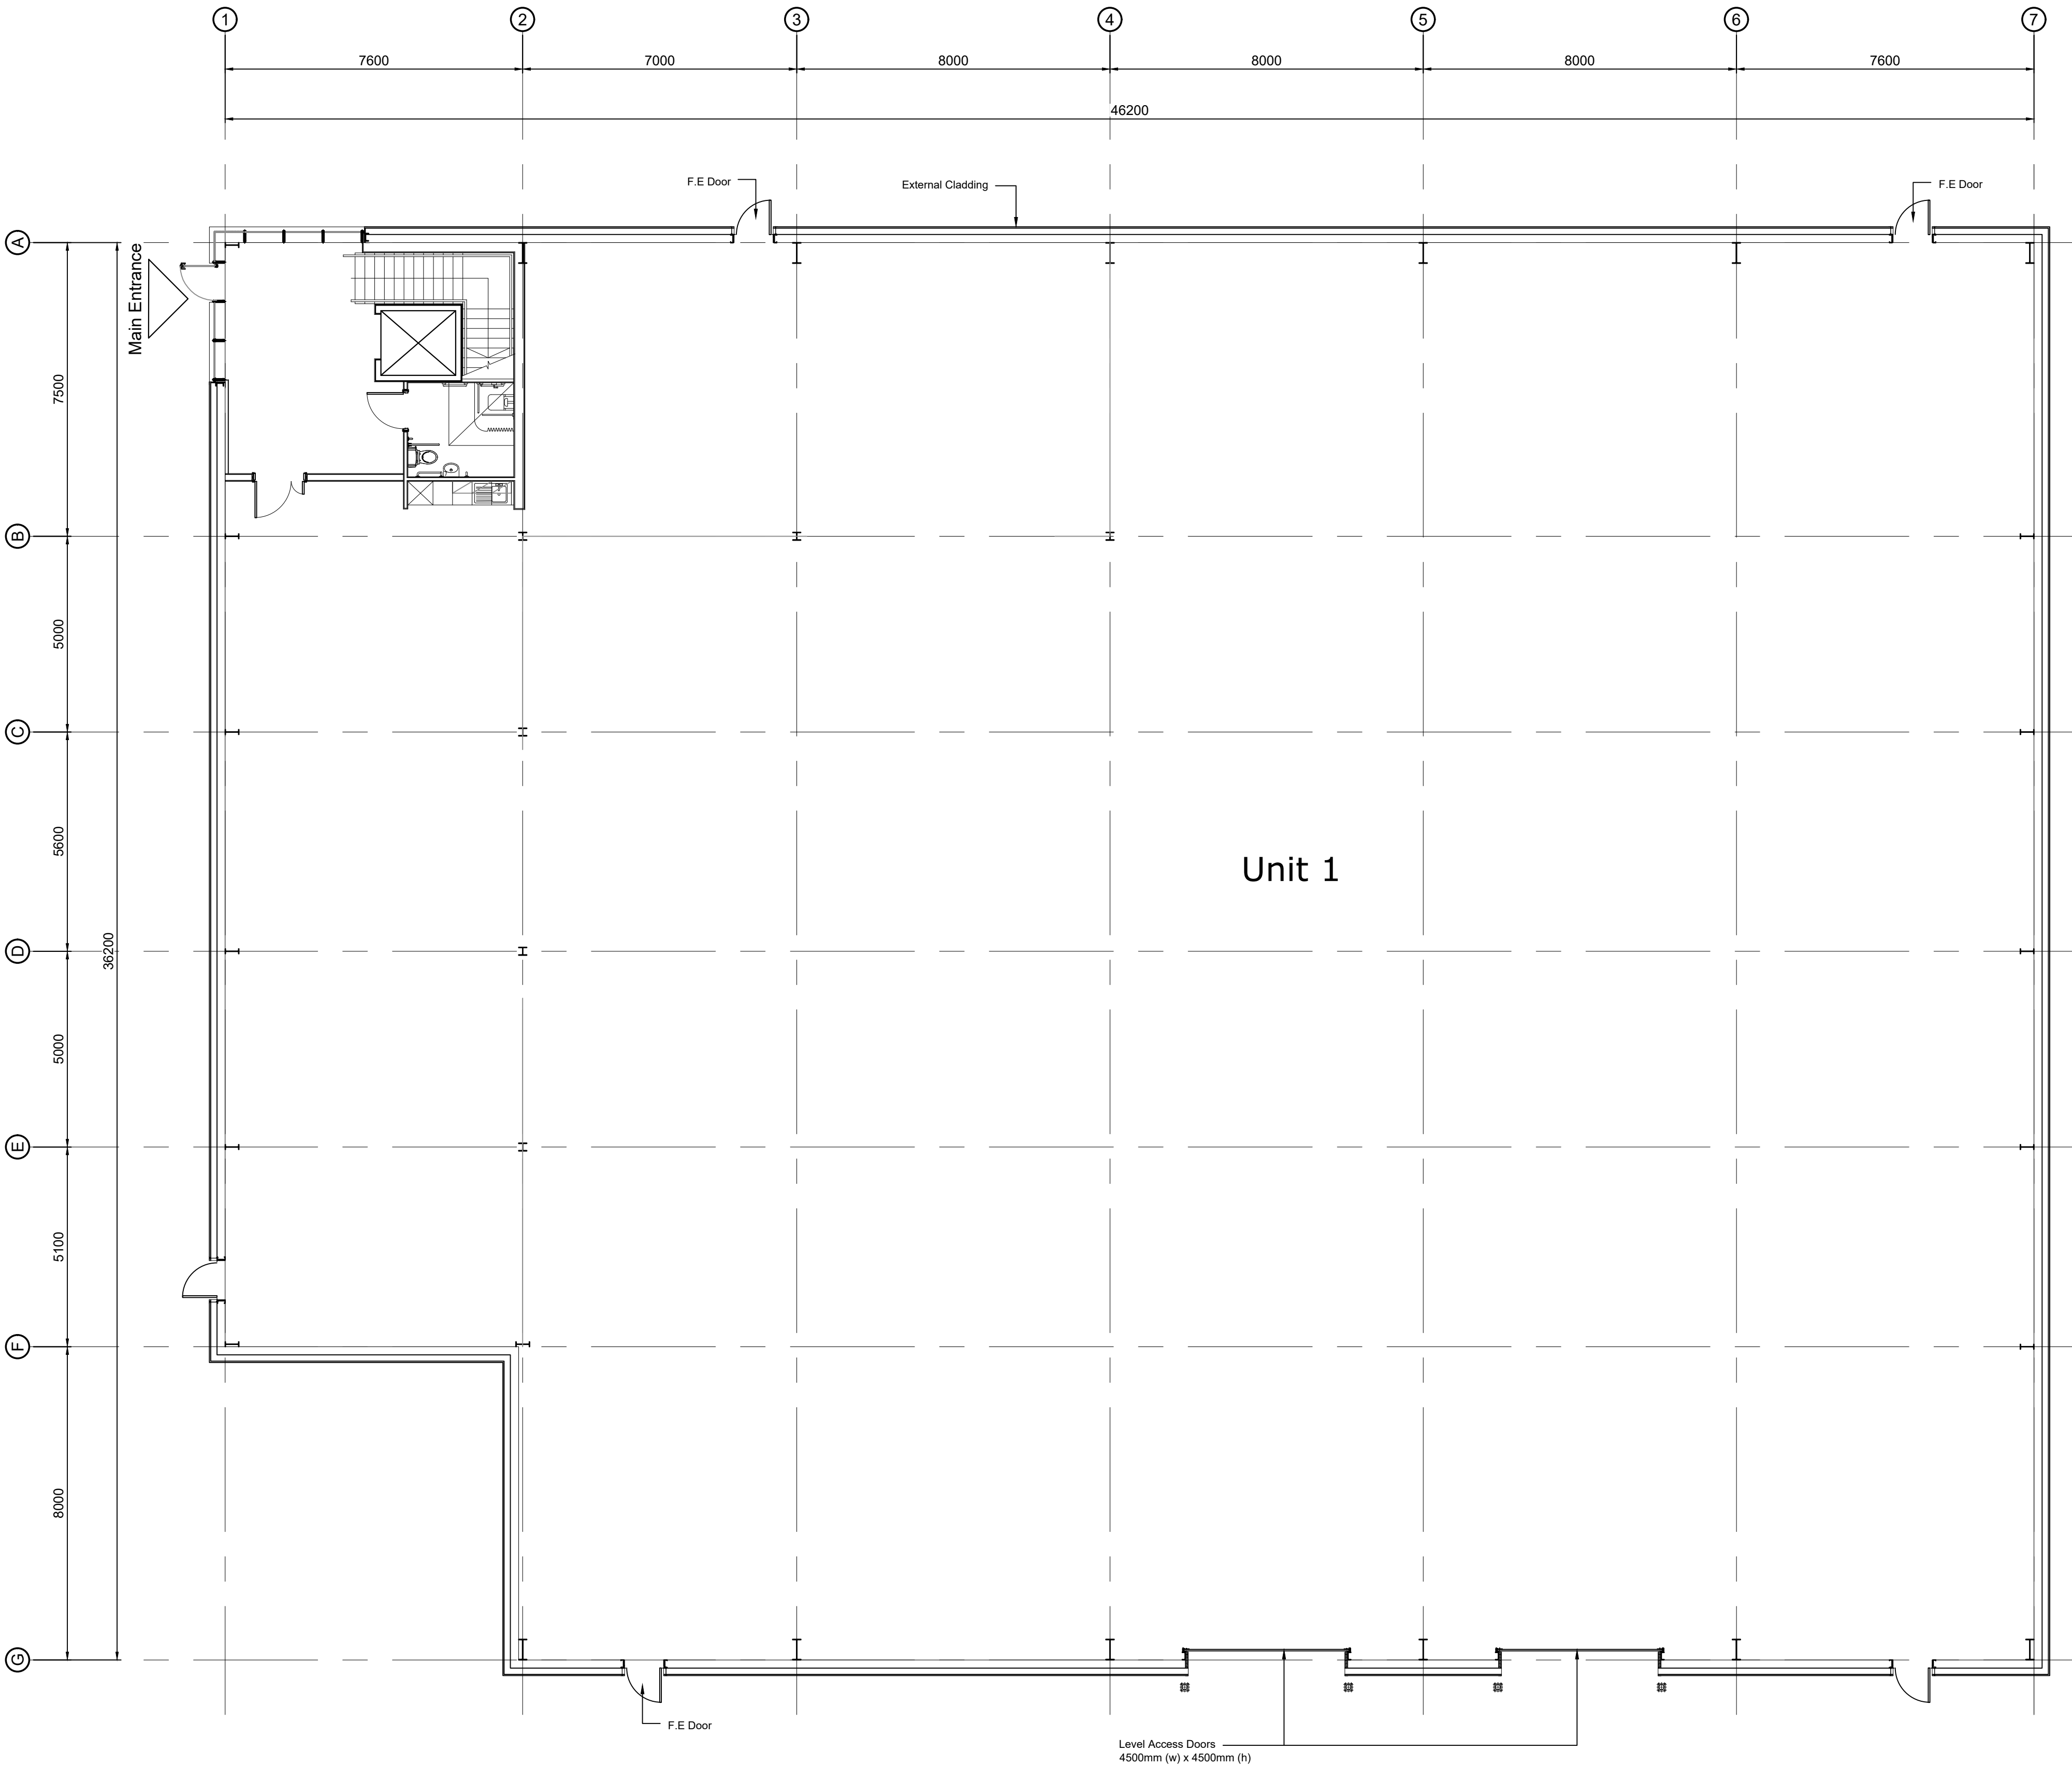 1
2
3
4
5
6
7
7600
7000
8000
8000
8000
7600
46200
F.E Door
External Cladding
F.E Door
A
Main Entrance
7500
B
5000
C
5600
Unit 1
D
36200
5000
E
5100
F
8000
G
F.E Door
Level Access Doors
4500mm (w) x 4500mm (h)